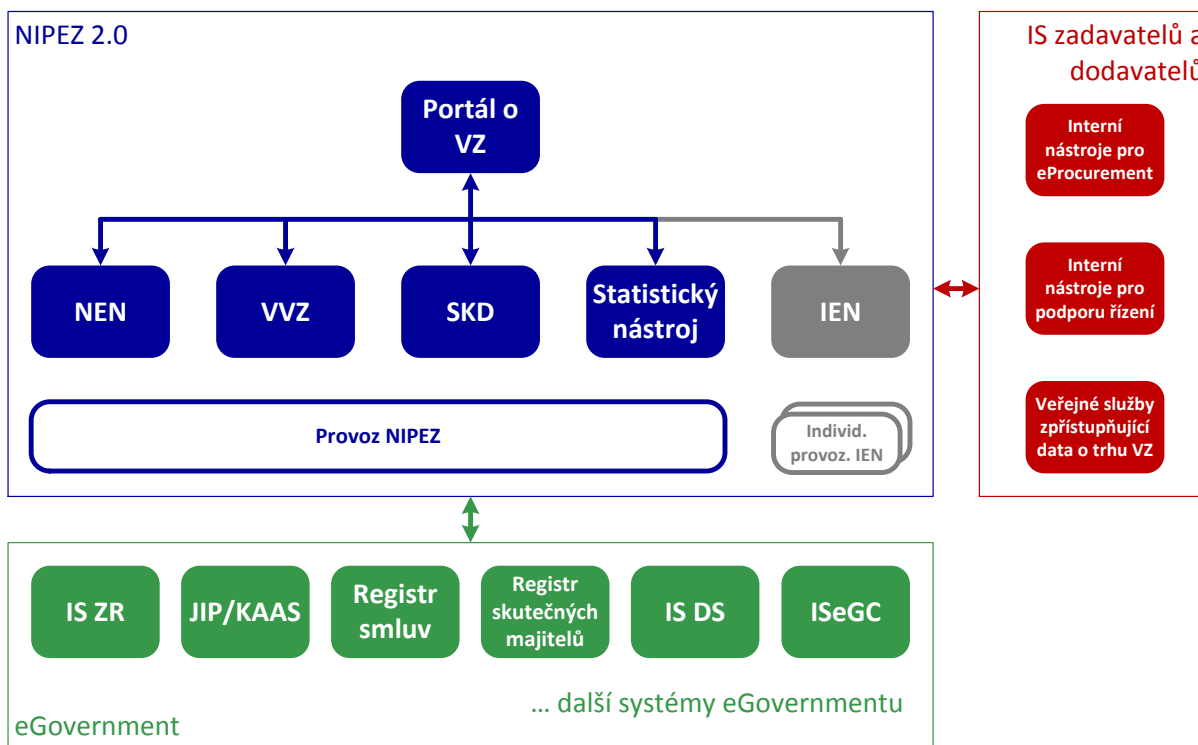 NIPEZ 2.0
Portál o
VZ
NEN
VVZ
SKD
Statistický
nástroj
IEN
Provoz NIPEZ
Individ.
provoz. IEN
IS zadavatelů a
dodavatelů
Interní
nástroje pro
eProcurement
Interní
nástroje pro
podporu řízení
Veřejné služby
zpřístupňující
data o trhu VZ
IS ZR
JIP/KAAS
Registr
smluv
Registr
skutečných
majitelů
IS DS
ISeGC
... další systémy eGovernmentu
eGovernment